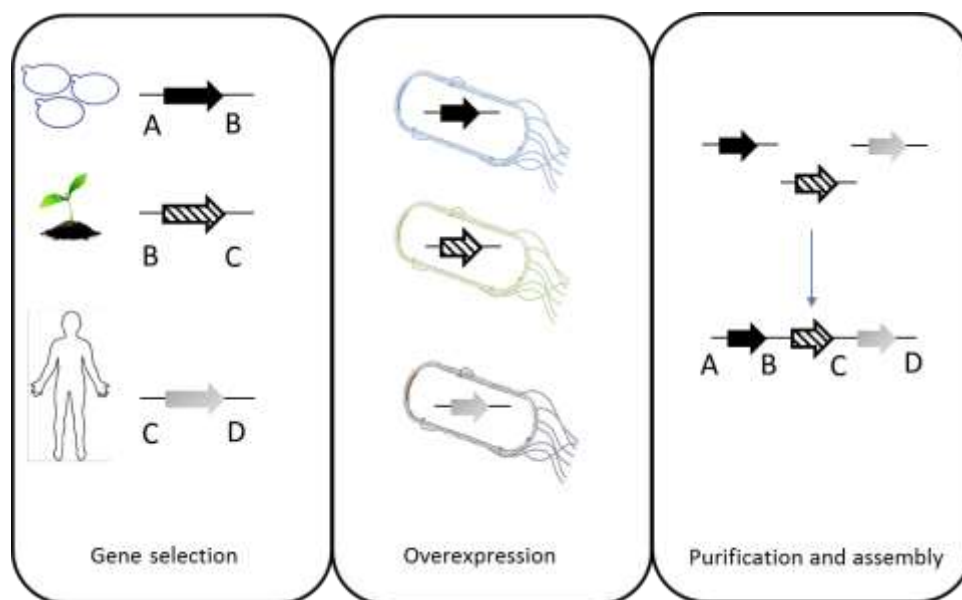 A B
B C
C D
Gene selection
Overexpression
A B C D
Purification and assembly